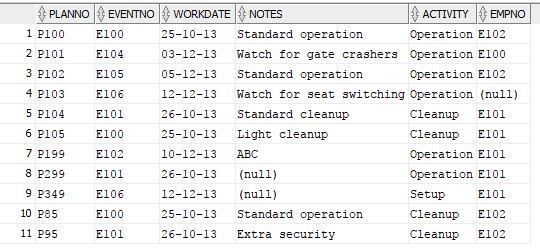 PLANNO EVENTNO WORKDATE NOTES ACTIVITY EMPNO
1 P100 E100 25-10-13 Standard operation Operation E102
2 P101 E104 03-12-13 Watch for gate crashers Operation E100
3 P102 E105 05-12-13 Standard operation Operation E102
4 P103 E106 12-12-13 Watch for seat switching Operation (null)
5 P104 E101 26-10-13 Standard cleanup Cleanup E101
6 P105 E100 25-10-13 Light cleanup Cleanup E101
7 P199 E102 10-12-13 ABC Operation E101
8 P299 E101 26-10-13 (null) Operation E101
9 P349 E106 12-12-13 (null) Setup E101
10 P85 E100 25-10-13 Standard operation Cleanup E102
11 P95 E101 26-10-13 Extra security Cleanup E102